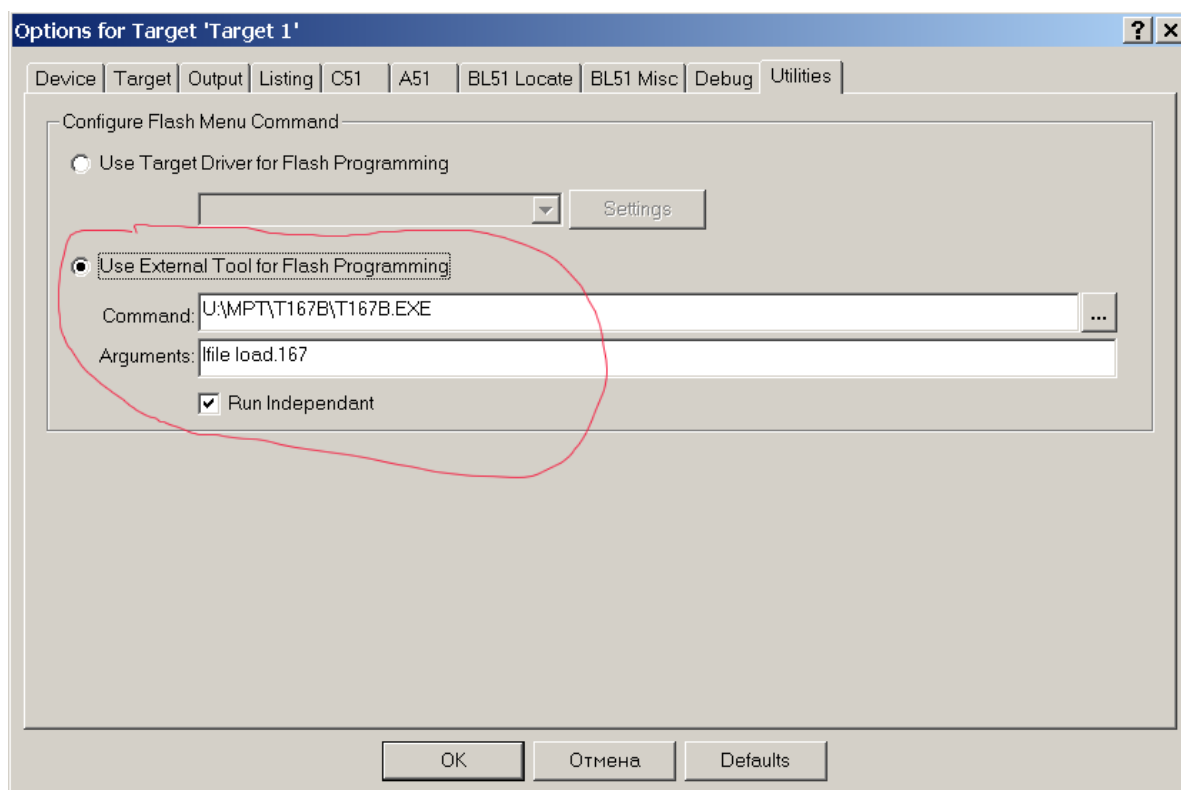 Options for Target 'Target 1'
Device Target Output Listing C51 A51 BL51 Locate BL51 Misc Debug Utilities
Configure Flash Menu Command
Use Target Driver for Flash Programming
Settings
Use External Tool for Flash Programming
Command: U:\MPT\T167B\T167B.EXE ...
Arguments: lfile load.167
Run Independant
OK Отмена Defaults